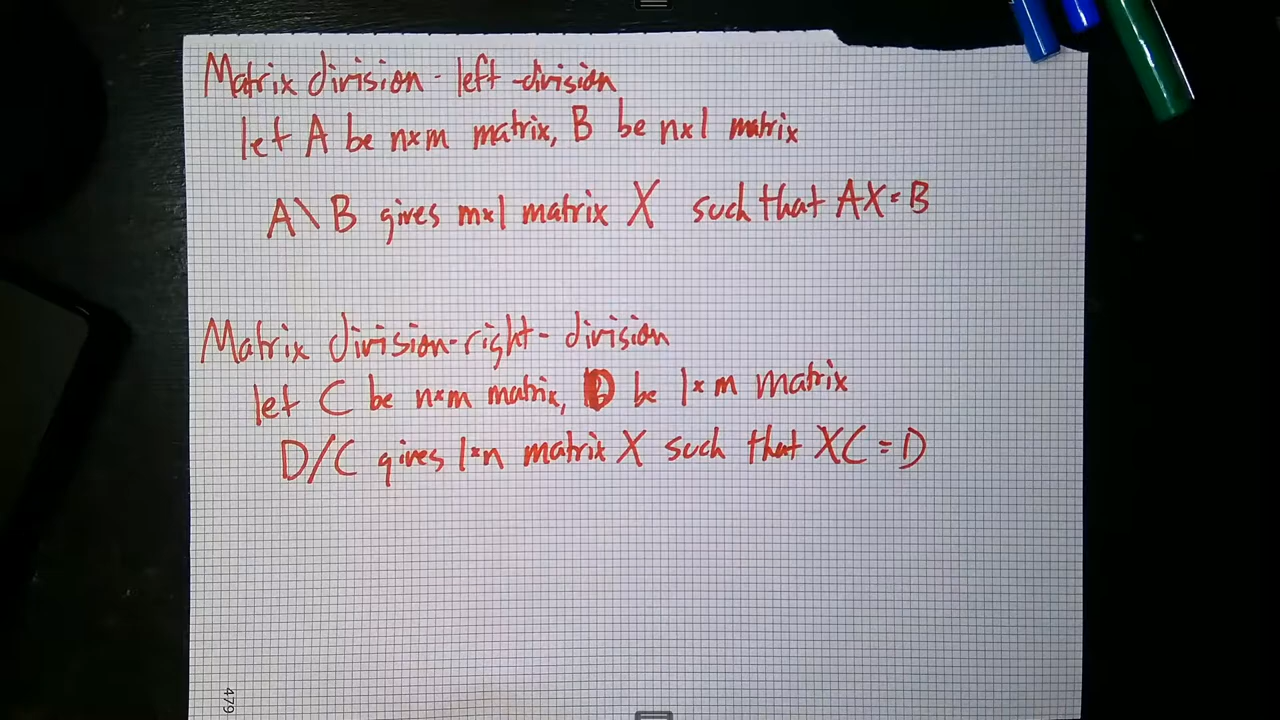 Matrix division - left-division
let A be n×m matrix, B be n×1 matrix
A\B gives m×1 matrix X such that AX=B
Matrix division-right-division
let C be n×m matrix, D be 1×m matrix
D/C gives 1×n matrix X such that XC=D
479